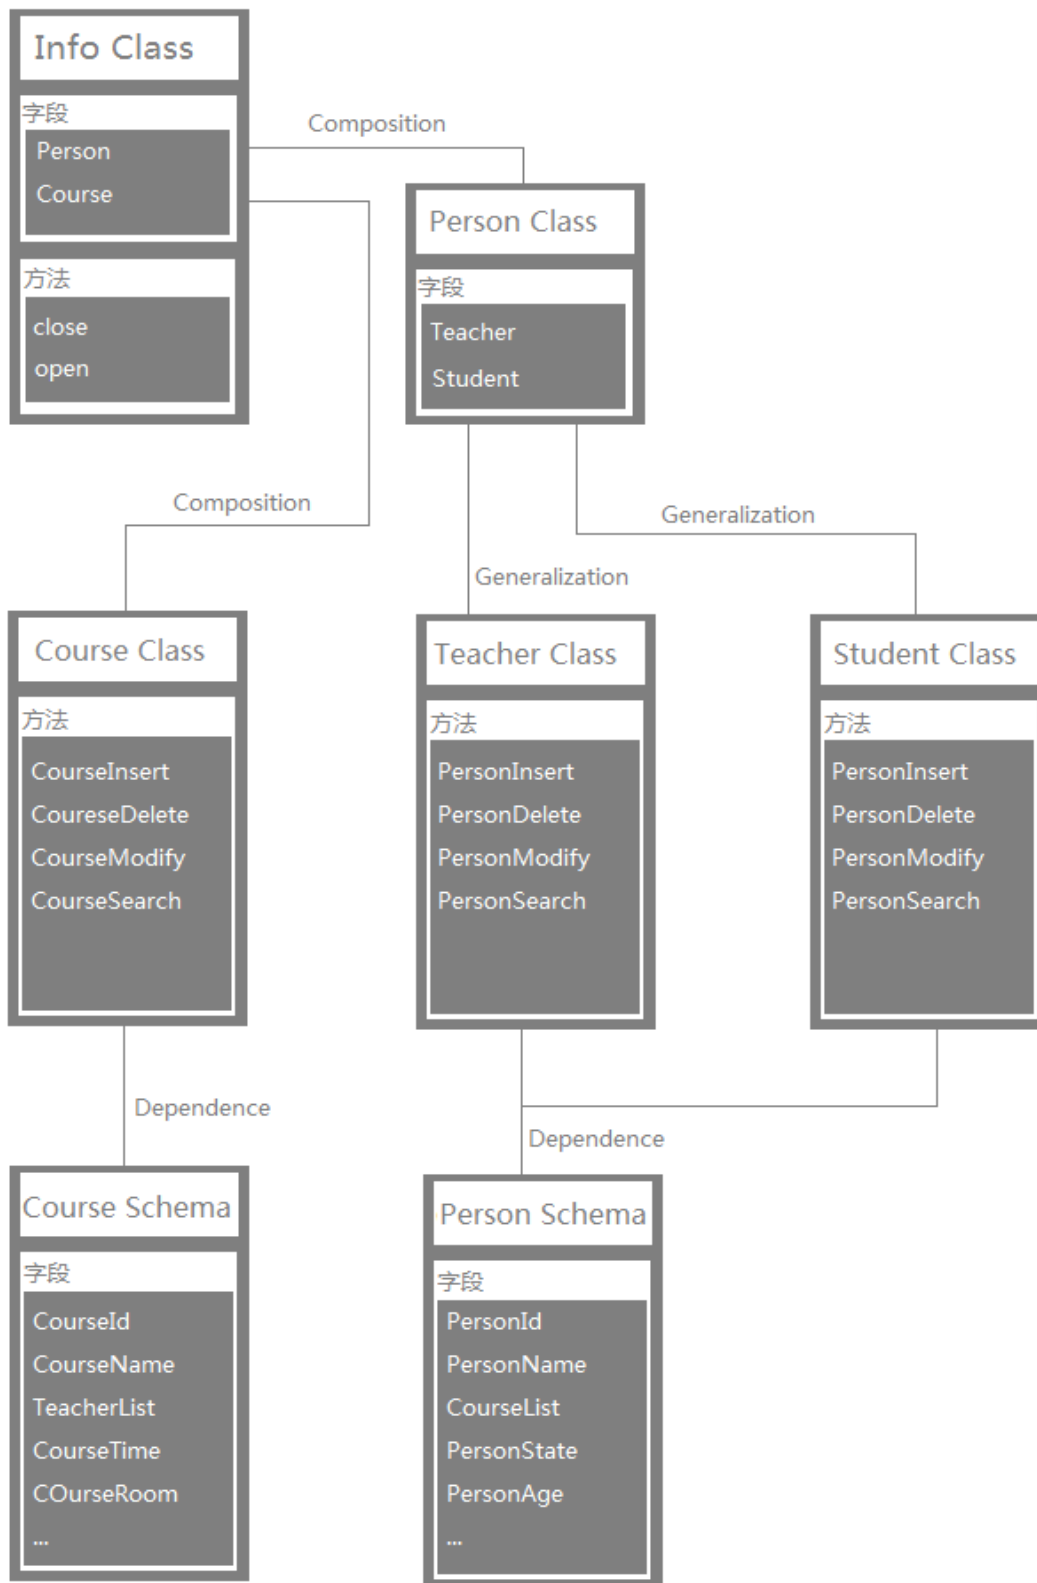 Info Class
字段
Person
Course
方法
close
open
Composition
Person Class
字段
Teacher
Student
Composition
Generalization
Generalization
Course Class
方法
CourseInsert
CoureseDelete
CourseModify
CourseSearch
Teacher Class
方法
PersonInsert
PersonDelete
PersonModify
PersonSearch
Student Class
方法
PersonInsert
PersonDelete
PersonModify
PersonSearch
Dependence
Dependence
Course Schema
字段
CourseId
CourseName
TeacherList
CourseTime
COurseRoom
...
Person Schema
字段
PersonId
PersonName
CourseList
PersonState
PersonAge
...